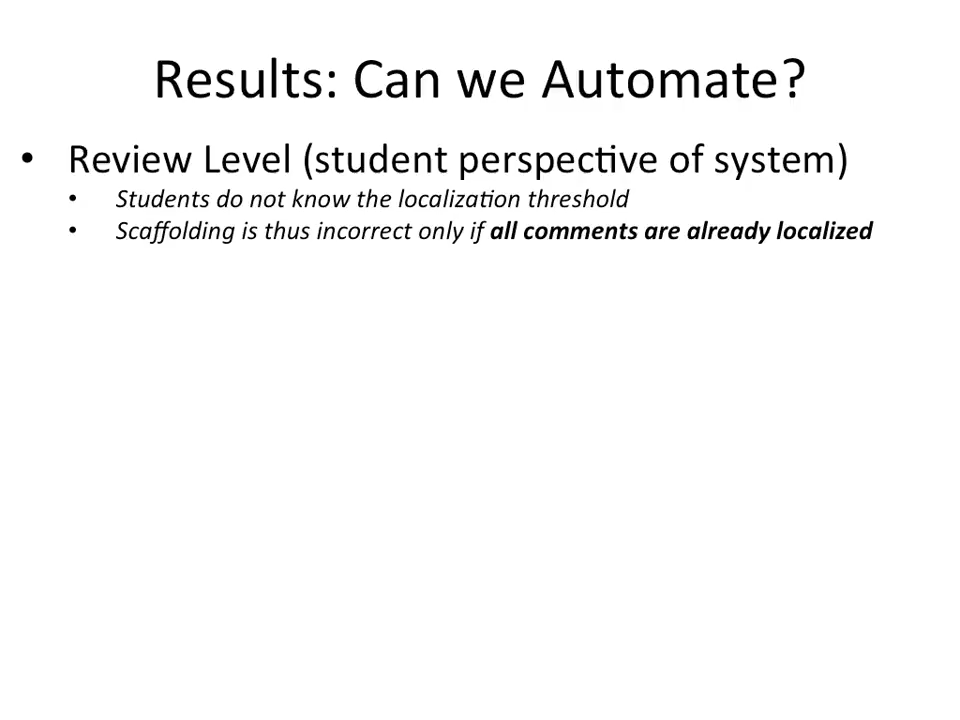 Results: Can we Automate?
• Review Level (student perspective of system)
• Students do not know the localization threshold
• Scaffolding is thus incorrect only if all comments are already localized